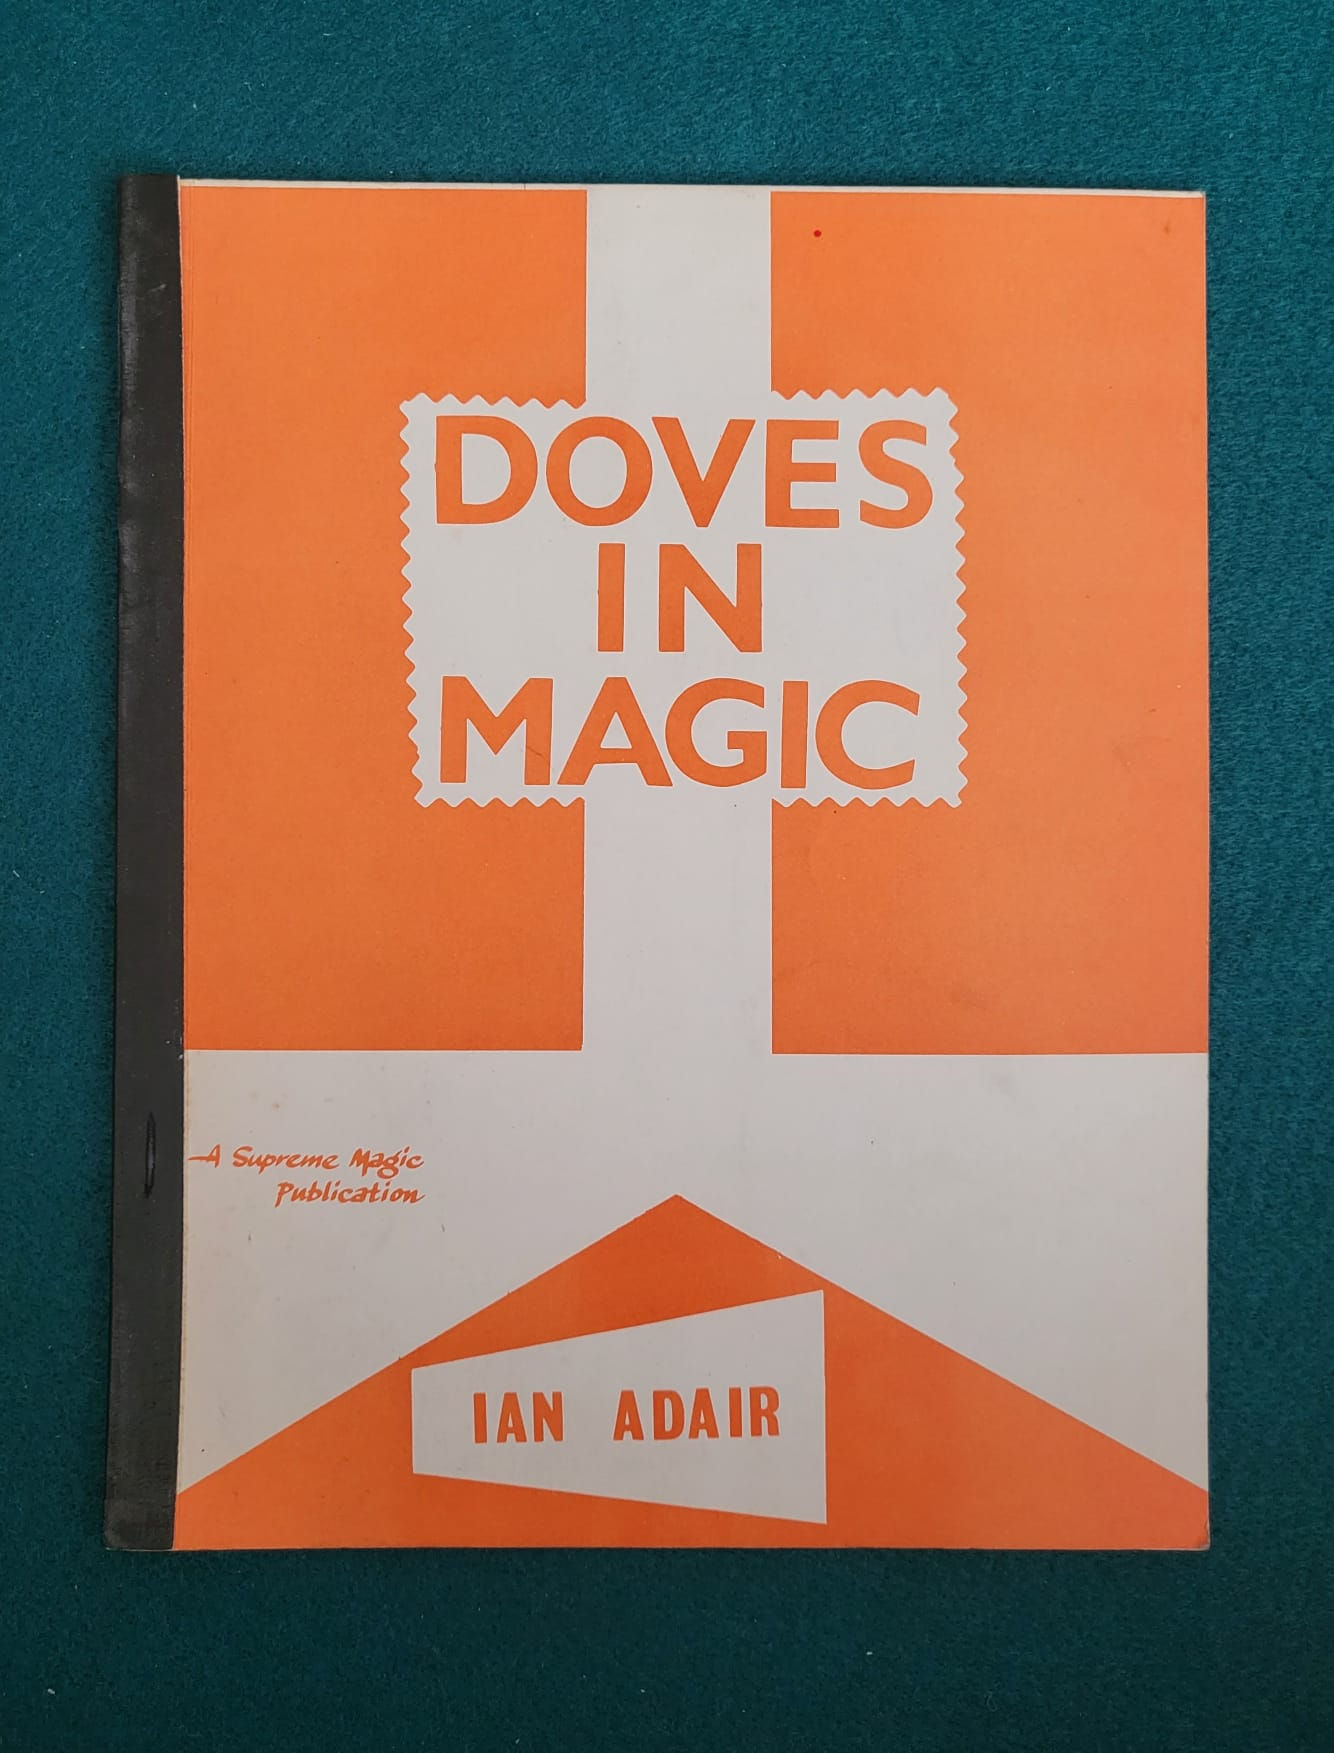 DOVES
IN
MAGIC
A Supreme Magic
Publication
IAN ADAIR